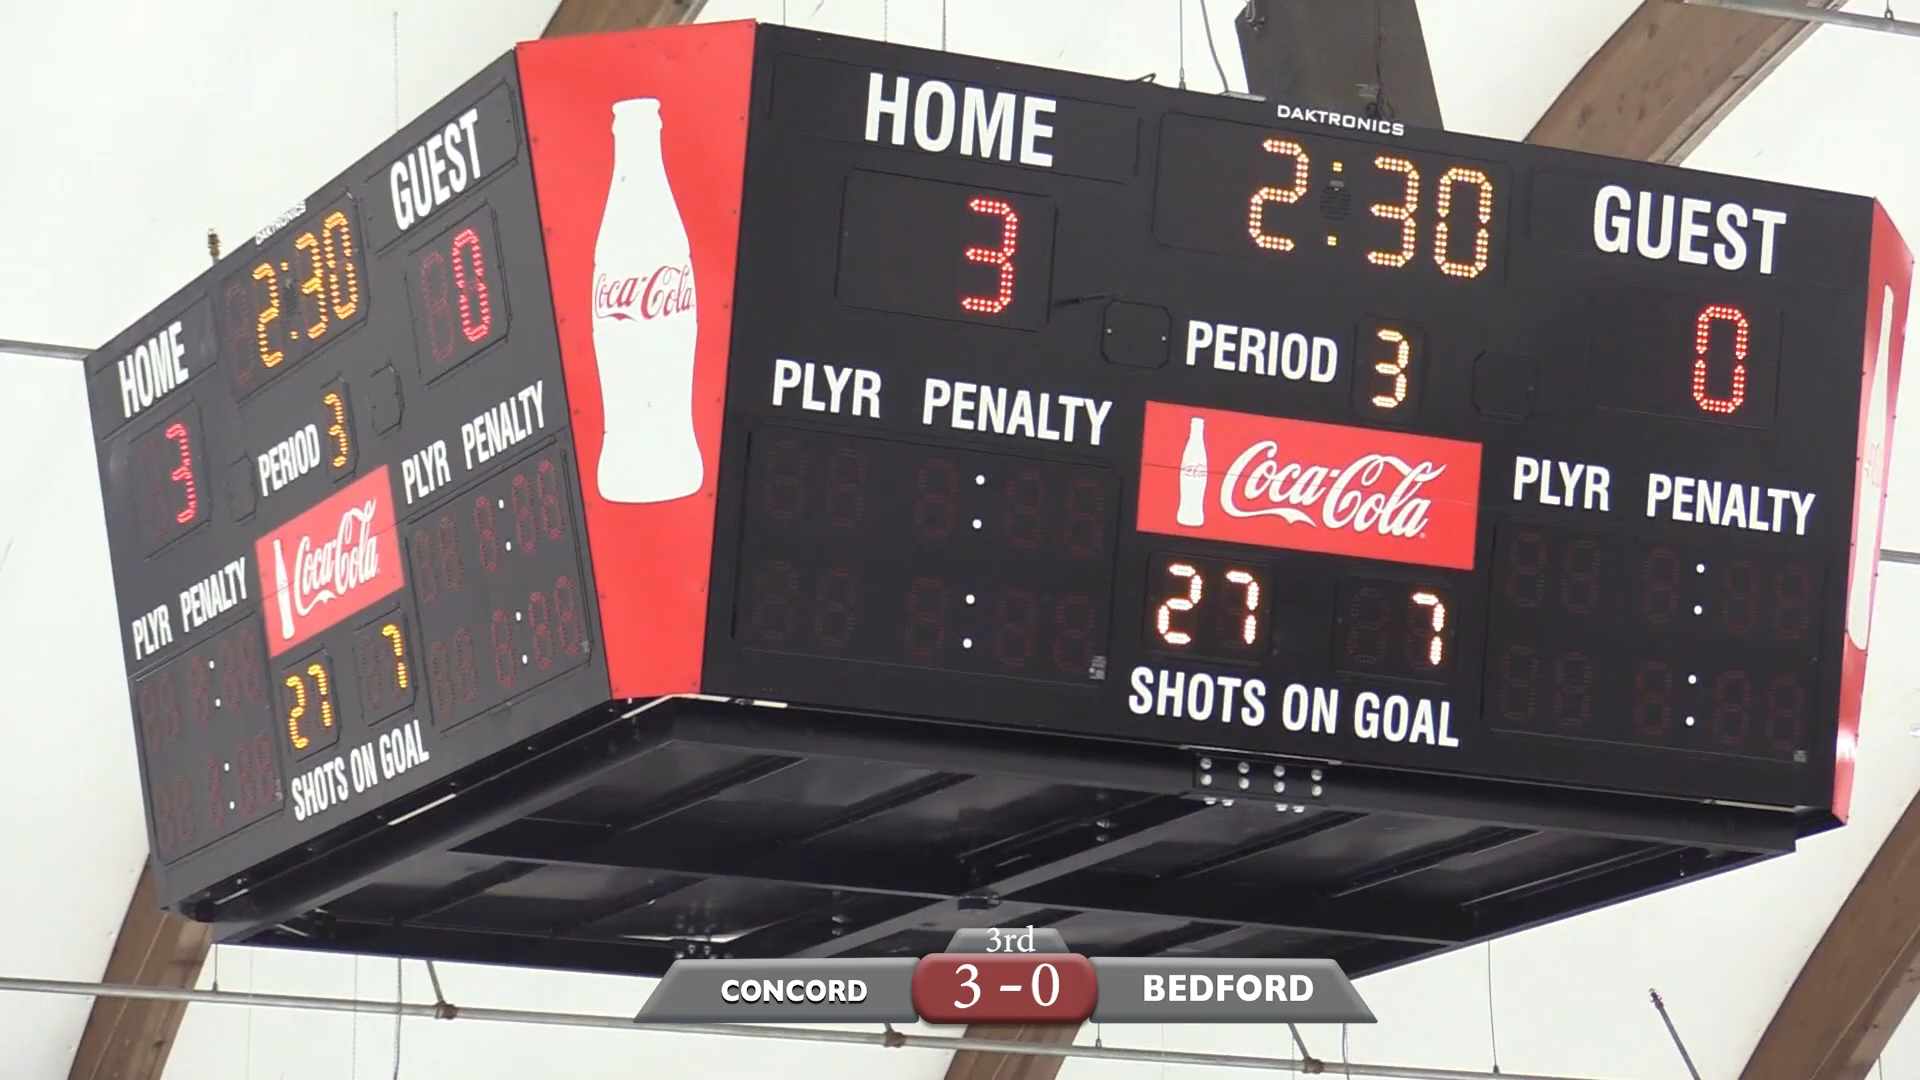 DAKTRONICS
GUEST
2:30
0
HOME
3
PERIOD 3
PLYR PENALTY
Coca-Cola
PLYR PENALTY
27 7
SHOTS ON GOAL
Coca-Cola
DAKTRONICS
HOME
2:30
GUEST
3
PERIOD 3
0
PLYR PENALTY
Coca-Cola
PLYR PENALTY
27 7
SHOTS ON GOAL
3rd
CONCORD 3 - 0 BEDFORD